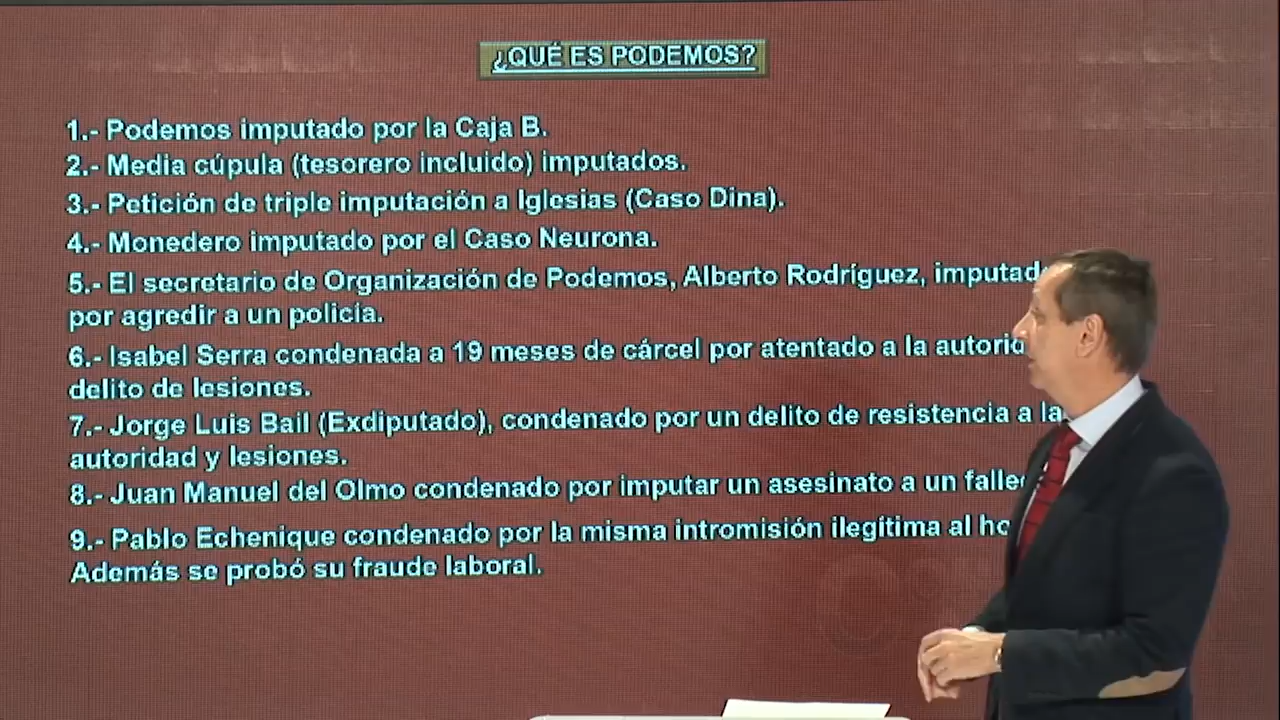 ¿QUÉ ES PODEMOS?
1.- Podemos imputado por la Caja B.
2.- Media cúpula (tesorero incluido) imputados.
3.- Petición de triple imputación a Iglesias (Caso Dina).
4.- Monedero imputado por el Caso Neurona.
5.- El secretario de Organización de Podemos, Alberto Rodríguez, imputad
por agredir a un policía.
6.- Isabel Serra condenada a 19 meses de cárcel por atentado a la autorid
delito de lesiones.
7.- Jorge Luis Bail (Exdiputado), condenado por un delito de resistencia a la
autoridad y lesiones.
8.- Juan Manuel del Olmo condenado por imputar un asesinato a un fallec
9.- Pablo Echenique condenado por la misma intromisión ilegítima al ho
Además se probó su fraude laboral.